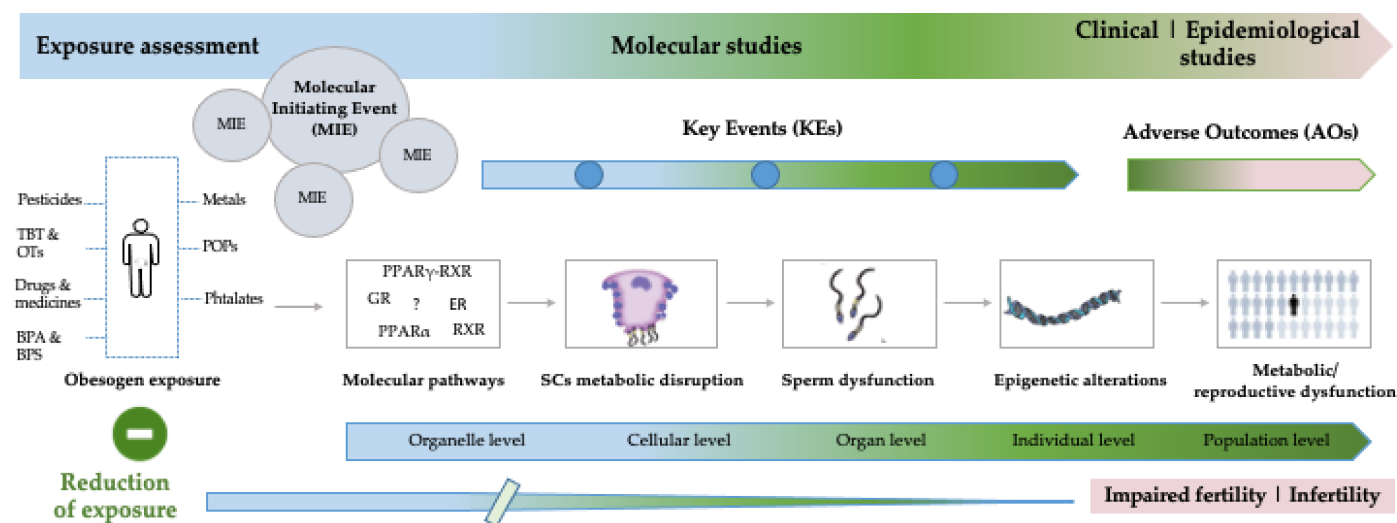 Exposure assessment
Molecular studies
Clinical | Epidemiological
studies
Molecular
Initiating Event
(MIE)
MIE
MIE
MIE
Key Events (KEs)
Adverse Outcomes (AOs)
Pesticides
TBT &
OTs
Drugs &
medicines
BPA &
BPS
Metals
POPs
Phtalates
Obesogen exposure
PPARγ-RXR
GR
?
ER
PPARα
RXR
Molecular pathways
SCs metabolic disruption
Sperm dysfunction
Epigenetic alterations
Metabolic/
reproductive dysfunction
Organelle level
Cellular level
Organ level
Individual level
Population level
Reduction
of exposure
Impaired fertility | Infertility